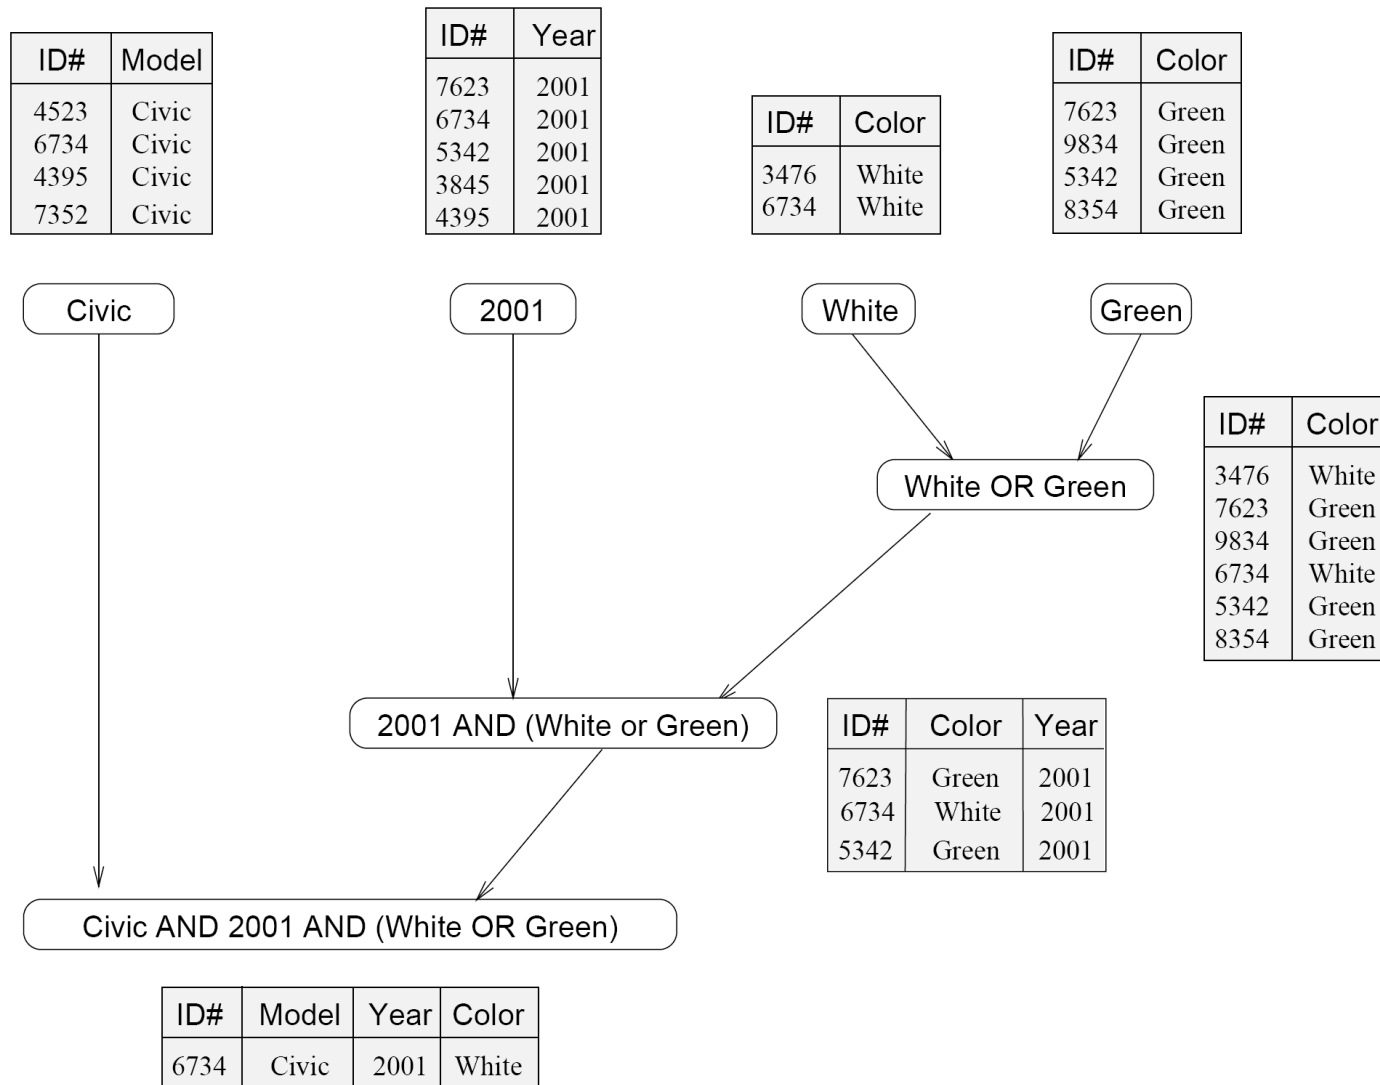 ID# Model
4523 Civic
6734 Civic
4395 Civic
7352 Civic
ID# Year
7623 2001
6734 2001
5342 2001
3845 2001
4395 2001
ID# Color
3476 White
6734 White
ID# Color
7623 Green
9834 Green
5342 Green
8354 Green
Civic
2001
White
Green
White OR Green
ID# Color
3476 White
7623 Green
9834 Green
6734 White
5342 Green
8354 Green
2001 AND (White or Green)
ID# Color Year
7623 Green 2001
6734 White 2001
5342 Green 2001
Civic AND 2001 AND (White OR Green)
ID# Model Year Color
6734 Civic 2001 White